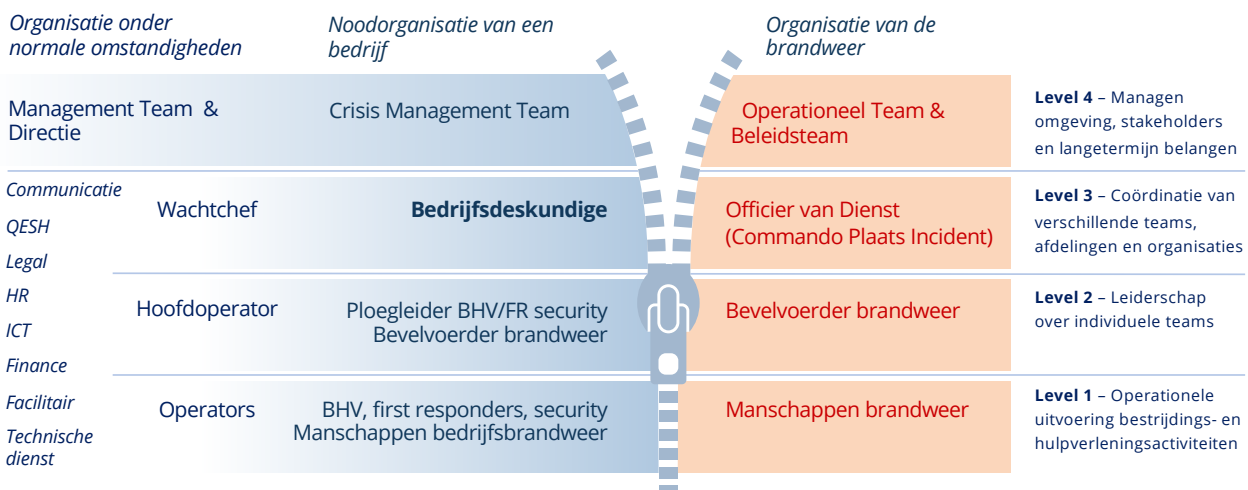 Organisatie onder
normale omstandigheden
Noodorganisatie van een
bedrijf
Organisatie van de
brandweer
Management Team &
Directie
Crisis Management Team
Operationeel Team &
Beleidsteam
Level 4 – Managen
omgeving, stakeholders
en langetermijn belangen
Communicatie
QESH
Legal
HR
ICT
Finance
Facilitair
Technische
dienst
Wachtchef
Bedrijfsdeskundige
Officier van Dienst
(Commando Plaats Incident)
Level 3 – Coördinatie van
verschillende teams,
afdelingen en organisaties
Hoofdoperator
Ploegleider BHV/FR security
Bevelvoerder brandweer
Bevelvoerder brandweer
Level 2 – Leiderschap
over individuele teams
Operators
BHV, first responders, security
Manschappen bedrijfsbrandweer
Manschappen brandweer
Level 1 – Operationele
uitvoering bestrijdings- en
hulpverleningsactiviteiten